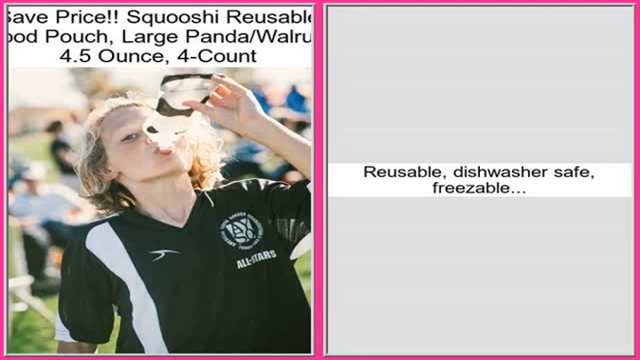 Save Price!! Squooshi Reusable
Food Pouch, Large Panda/Walru
4.5 Ounce, 4-Count
ALL-STARS
Reusable, dishwasher safe,
freezable...